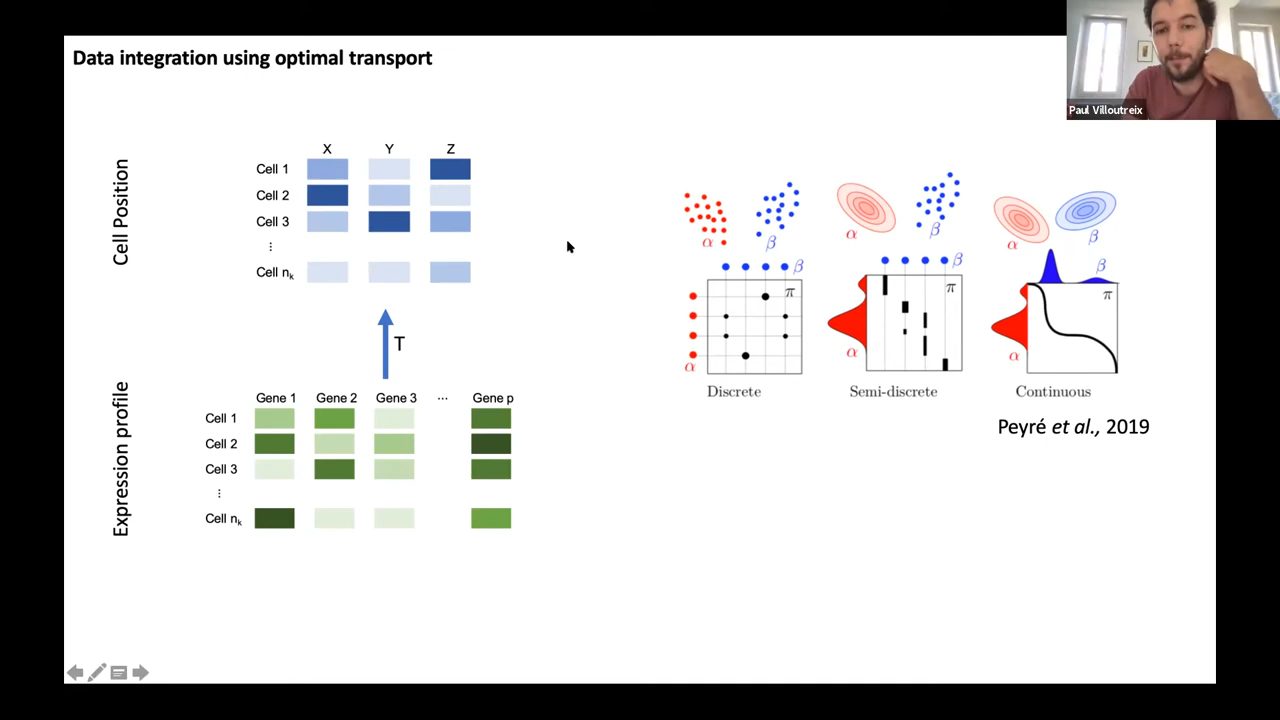 Data integration using optimal transport
Paul Villoutreix
Cell Position
X Y Z
Cell 1
Cell 2
Cell 3
⋮
Cell nk
T
Expression profile
Gene 1 Gene 2 Gene 3 ... Gene p
Cell 1
Cell 2
Cell 3
⋮
Cell nk
α β
β
π
α
Discrete
α β
β
π
α
Semi-discrete
α β
β
π
α
Continuous
Peyré et al., 2019